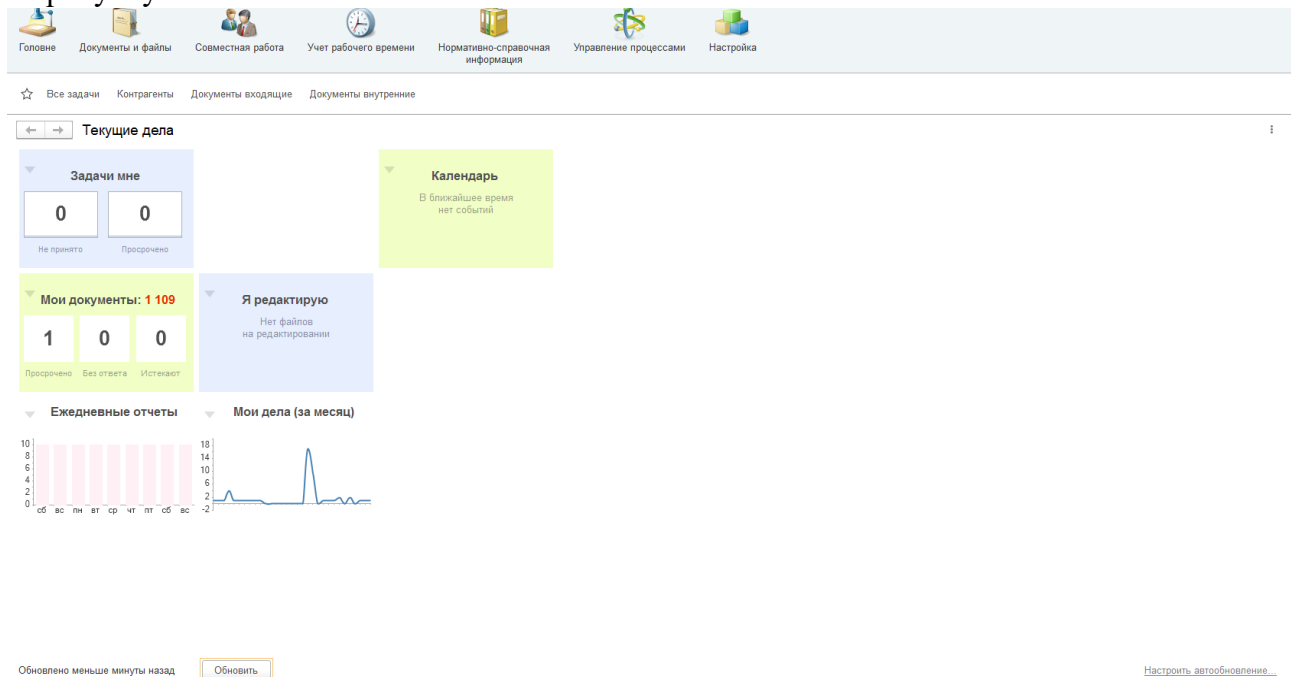 Головне Документы и файлы Совместная работа Учет рабочего времени Нормативно-справочная информация Управление процессами Настройка
Все задачи Контрагенты Документы входящие Документы внутренние
Текущие дела
Задачи мне
0 0
Не принято Просрочено
Календарь
В ближайшее время
нет событий
Мои документы: 1 109
1 0 0
Просрочено Без ответа Истекают
Я редактирую
Нет файлов
на редактировании
Ежедневные отчеты
10
8
6
4
2
0
сб вс пн вт ср чт пт сб вс
Мои дела (за месяц)
18
14
10
6
2
-2
Обновлено меньше минуты назад Обновить Настроить автообновление...